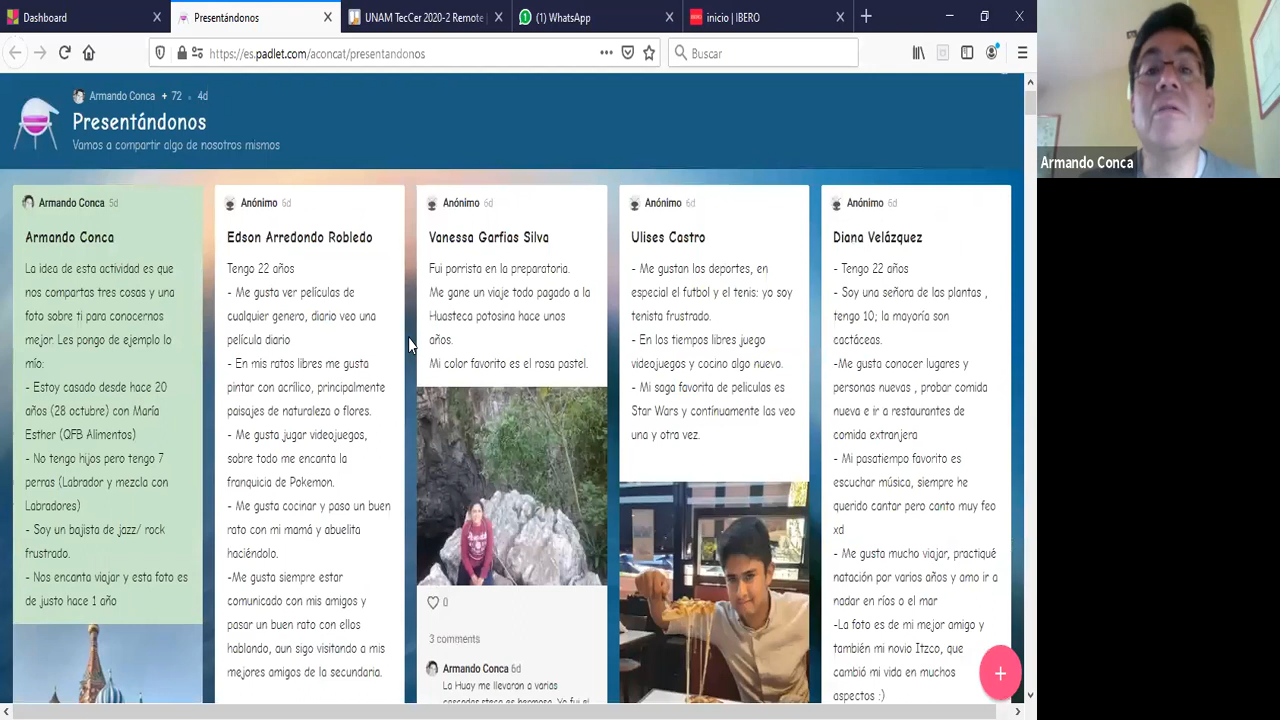 Dashboard
Presentándonos
UNAM TecCer 2020-2 Remote
(1) WhatsApp
inicio | IBERO
https://es.padlet.com/aconcat/presentandonos
Buscar
Armando Conca + 72 • 4d
Presentándonos
Vamos a compartir algo de nosotros mismos
Armando Conca 5d
Armando Conca
La idea de esta actividad es que
nos compartas tres cosas y una
foto sobre ti para conocernos
mejor. Les pongo de ejemplo lo
mío:
- Estoy casado desde hace 20
años (28 octubre) con María
Esther (QFB Alimentos)
- No tengo hijos pero tengo 7
perras (Labrador y mezcla con
Labradores)
- Soy un bajista de jazz/ rock
frustrado.
- Nos encanta viajar y esta foto es
de justo hace 1 año
Anónimo 6d
Edson Arredondo Robledo
Tengo 22 años
- Me gusta ver películas de
cualquier genero, diario veo una
película diario
- En mis ratos libres me gusta
pintar con acrílico, principalmente
paisajes de naturaleza o flores.
- Me gusta jugar videojuegos,
sobre todo me encanta la
franquicia de Pokemon.
- Me gusta cocinar y paso un buen
rato con mi mamá y abuelita
haciéndolo.
-Me gusta siempre estar
comunicado con mis amigos y
pasar un buen rato con ellos
hablando, aun sigo visitando a mis
mejores amigos de la secundaria.
Anónimo 6d
Vanessa Garfias Silva
Fui porrista en la preparatoria.
Me gane un viaje todo pagado a la
Huasteca potosina hace unos
años.
Mi color favorito es el rosa pastel.
0
3 comments
Armando Conca 6d
La Huay me llevaron a varias
Anónimo 6d
Ulises Castro
- Me gustan los deportes, en
especial el futbol y el tenis: yo soy
tenista frustrado.
- En los tiempos libres juego
videojuegos y cocino algo nuevo.
- Mi saga favorita de peliculas es
Star Wars y contínuamente las veo
una y otra vez.
Anónimo 6d
Diana Velázquez
- Tengo 22 años
- Soy una señora de las plantas ,
tengo 10; la mayoría son
cactáceas.
-Me gusta conocer lugares y
personas nuevas , probar comida
nueva e ir a restaurantes de
comida extranjera
- Mi pasatiempo favorito es
escuchar música, siempre he
querido cantar pero canto muy feo
xd
- Me gusta mucho viajar, practiqué
natación por varios años y amo ir a
nadar en ríos o el mar
-La foto es de mi mejor amigo y
también mi novio Itzco, que
cambió mi vida en muchos
aspectos :)
Armando Conca